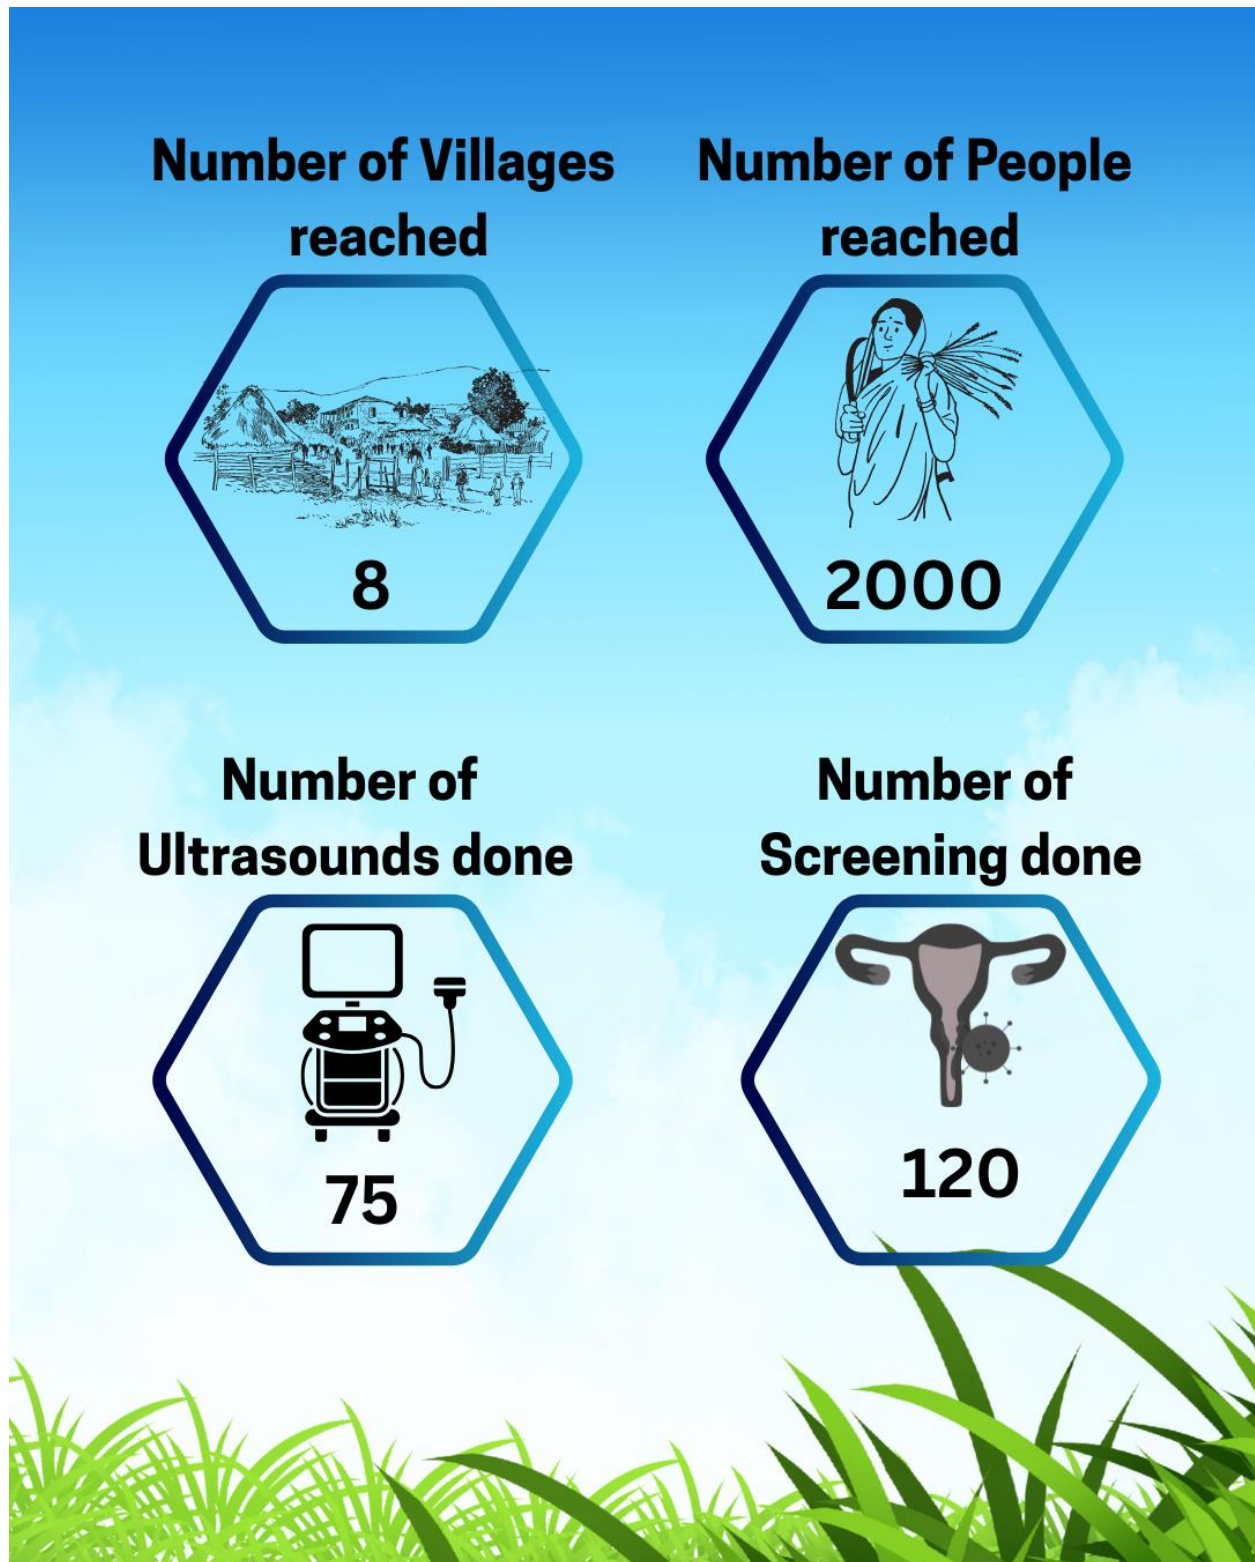 Number of Villages
reached
8
Number of People
reached
2000
Number of
Ultrasounds done
75
Number of
Screening done
120